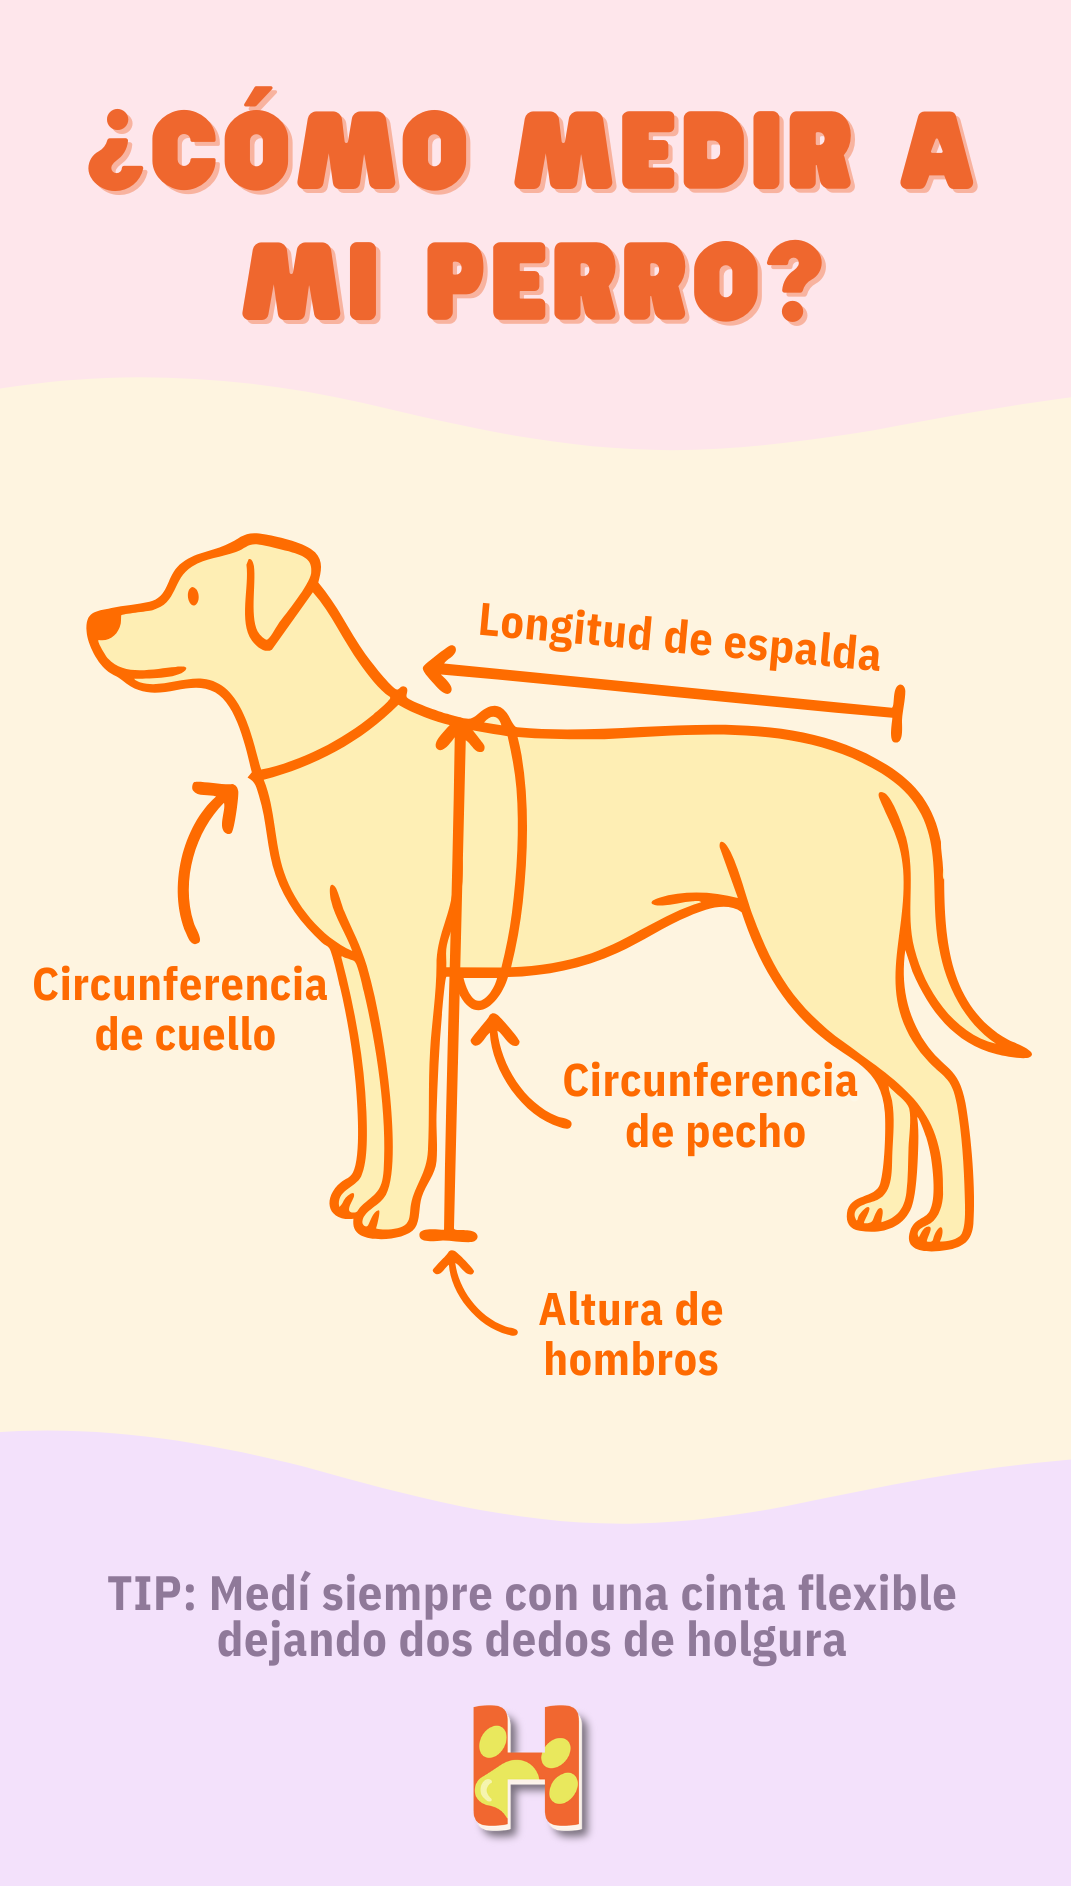 ¿CÓMO MEDIR A
MI PERRO?
Longitud de espalda
Circunferencia
de cuello
Circunferencia
de pecho
Altura de
hombros
TIP: Medí siempre con una cinta flexible
dejando dos dedos de holgura
H